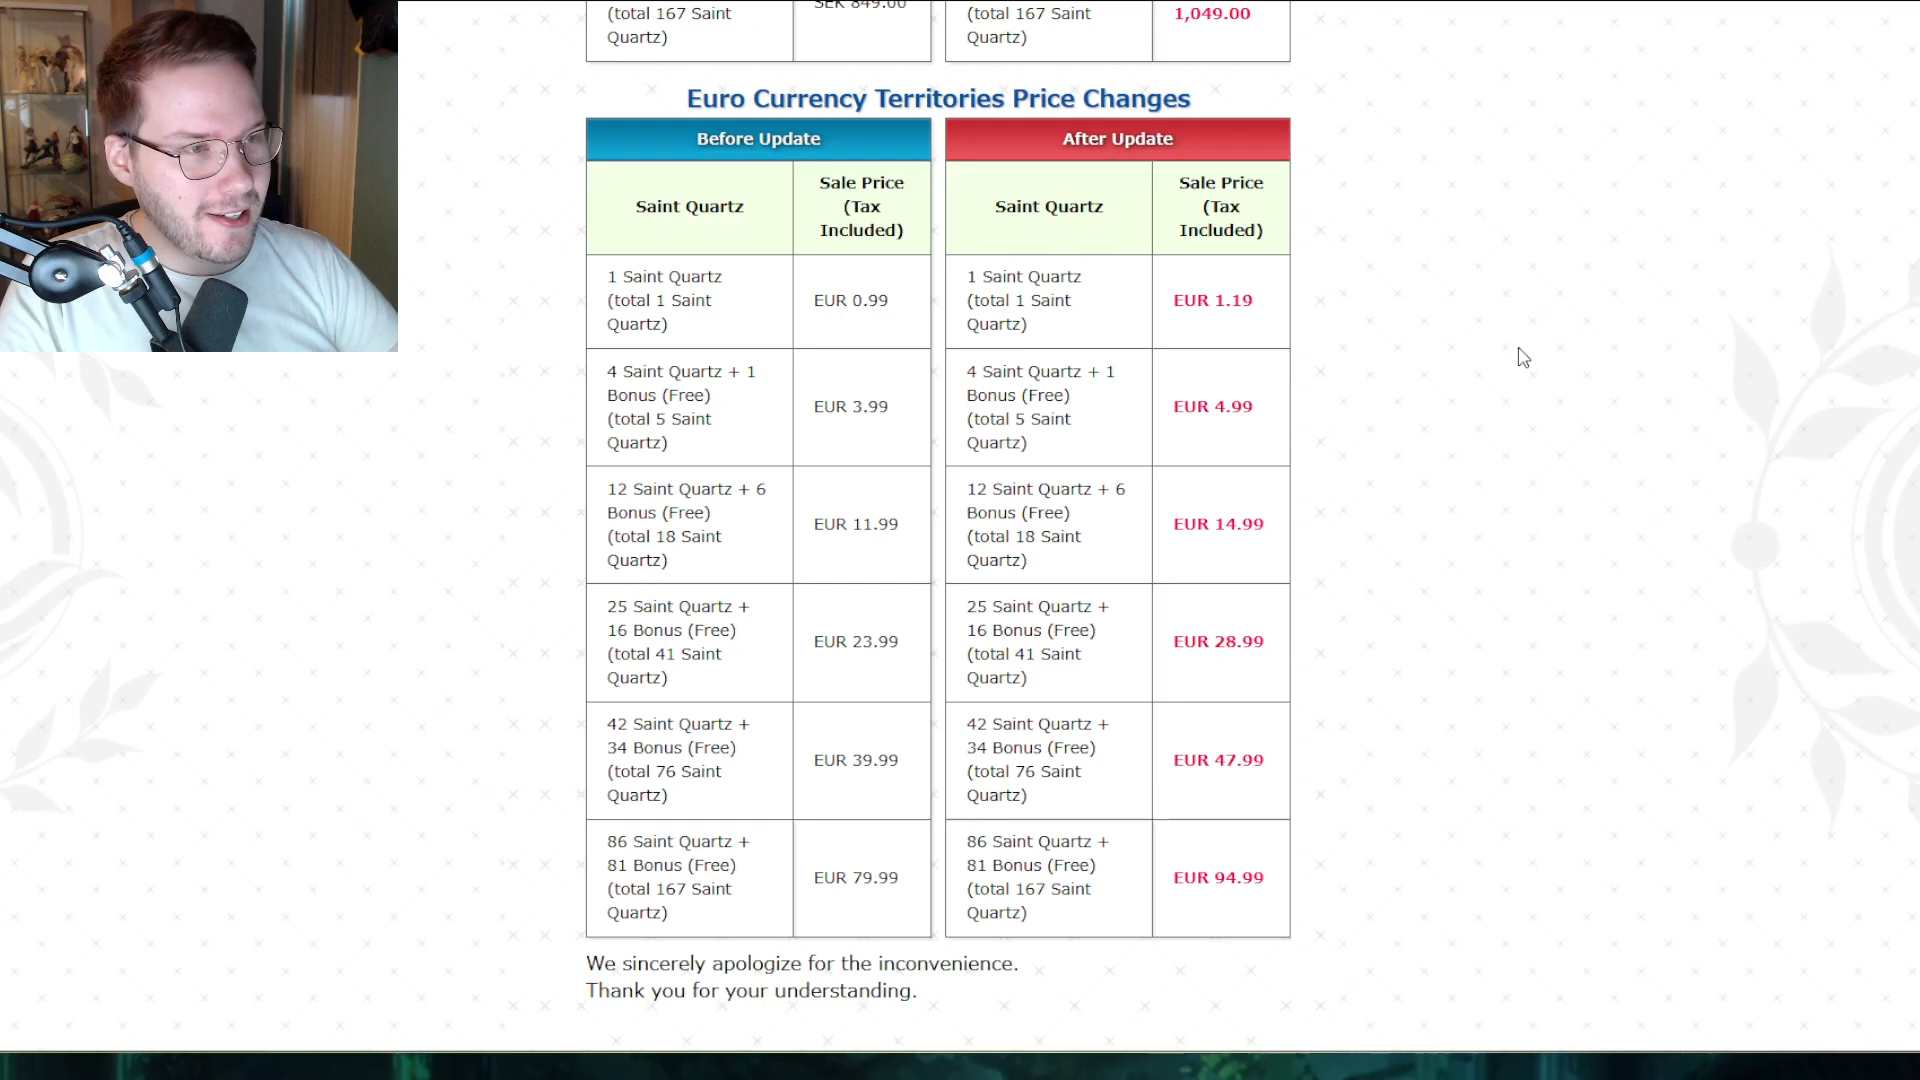 (total 167 Saint
Quartz)
SEK 849.00
(total 167 Saint
Quartz)
1,049.00
Euro Currency Territories Price Changes
Before Update
Saint Quartz
Sale Price
(Tax
Included)
1 Saint Quartz
(total 1 Saint
Quartz)
EUR 0.99
4 Saint Quartz + 1
Bonus (Free)
(total 5 Saint
Quartz)
EUR 3.99
12 Saint Quartz + 6
Bonus (Free)
(total 18 Saint
Quartz)
EUR 11.99
25 Saint Quartz +
16 Bonus (Free)
(total 41 Saint
Quartz)
EUR 23.99
42 Saint Quartz +
34 Bonus (Free)
(total 76 Saint
Quartz)
EUR 39.99
86 Saint Quartz +
81 Bonus (Free)
(total 167 Saint
Quartz)
EUR 79.99
After Update
Saint Quartz
Sale Price
(Tax
Included)
1 Saint Quartz
(total 1 Saint
Quartz)
EUR 1.19
4 Saint Quartz + 1
Bonus (Free)
(total 5 Saint
Quartz)
EUR 4.99
12 Saint Quartz + 6
Bonus (Free)
(total 18 Saint
Quartz)
EUR 14.99
25 Saint Quartz +
16 Bonus (Free)
(total 41 Saint
Quartz)
EUR 28.99
42 Saint Quartz +
34 Bonus (Free)
(total 76 Saint
Quartz)
EUR 47.99
86 Saint Quartz +
81 Bonus (Free)
(total 167 Saint
Quartz)
EUR 94.99
We sincerely apologize for the inconvenience.
Thank you for your understanding.